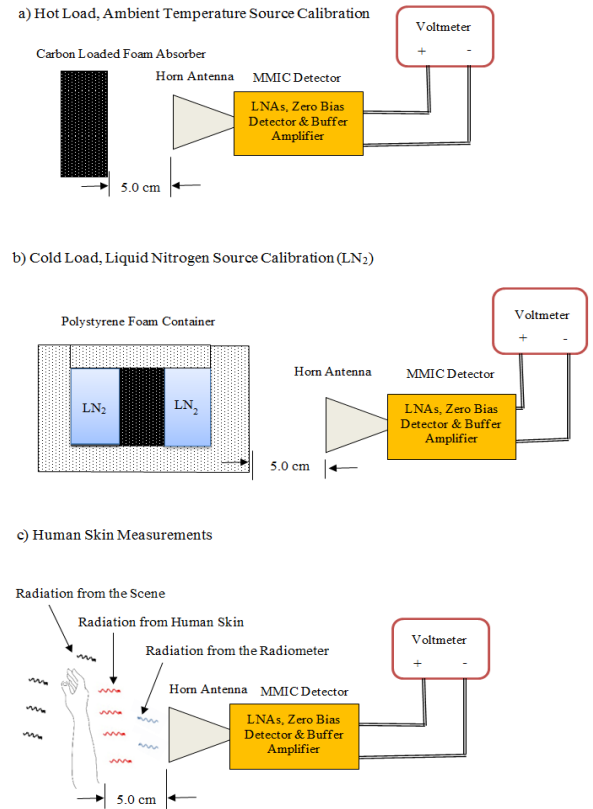 a) Hot Load, Ambient Temperature Source Calibration
Voltmeter
+ -
Carbon Loaded Foam Absorber
Horn Antenna
MMIC Detector
LNAs, Zero Bias
Detector & Buffer
Amplifier
5.0 cm
b) Cold Load, Liquid Nitrogen Source Calibration (LN₂)
Polystyrene Foam Container
Voltmeter
+ -
Horn Antenna
MMIC Detector
LN₂
LN₂
LNAs, Zero Bias
Detector & Buffer
Amplifier
5.0 cm
c) Human Skin Measurements
Radiation from the Scene
Radiation from Human Skin
Radiation from the Radiometer
Voltmeter
+ -
Horn Antenna
MMIC Detector
LNAs, Zero Bias
Detector & Buffer
Amplifier
5.0 cm